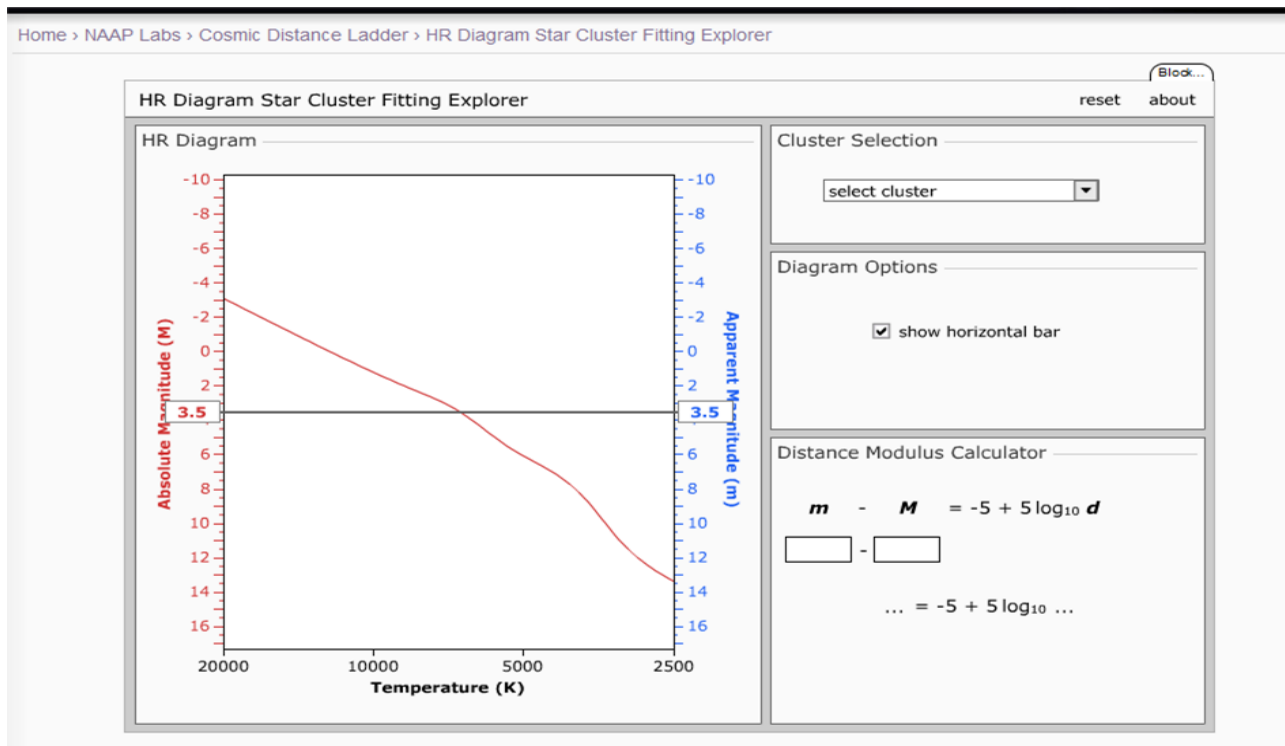 Home › NAAP Labs › Cosmic Distance Ladder › HR Diagram Star Cluster Fitting Explorer
Block...
HR Diagram Star Cluster Fitting Explorer
reset about
HR Diagram
-10
-8
-6
-4
-2
0
2
3.5
6
8
10
12
14
16
Absolute Magnitude (M)
-10
-8
-6
-4
-2
0
2
3.5
6
8
10
12
14
16
Apparent Magnitude (m)
20000 10000 5000 2500
Temperature (K)
Cluster Selection
select cluster
Diagram Options
show horizontal bar
Distance Modulus Calculator
m - M = -5 + 5 log₁₀ d
-
... = -5 + 5 log₁₀ ...